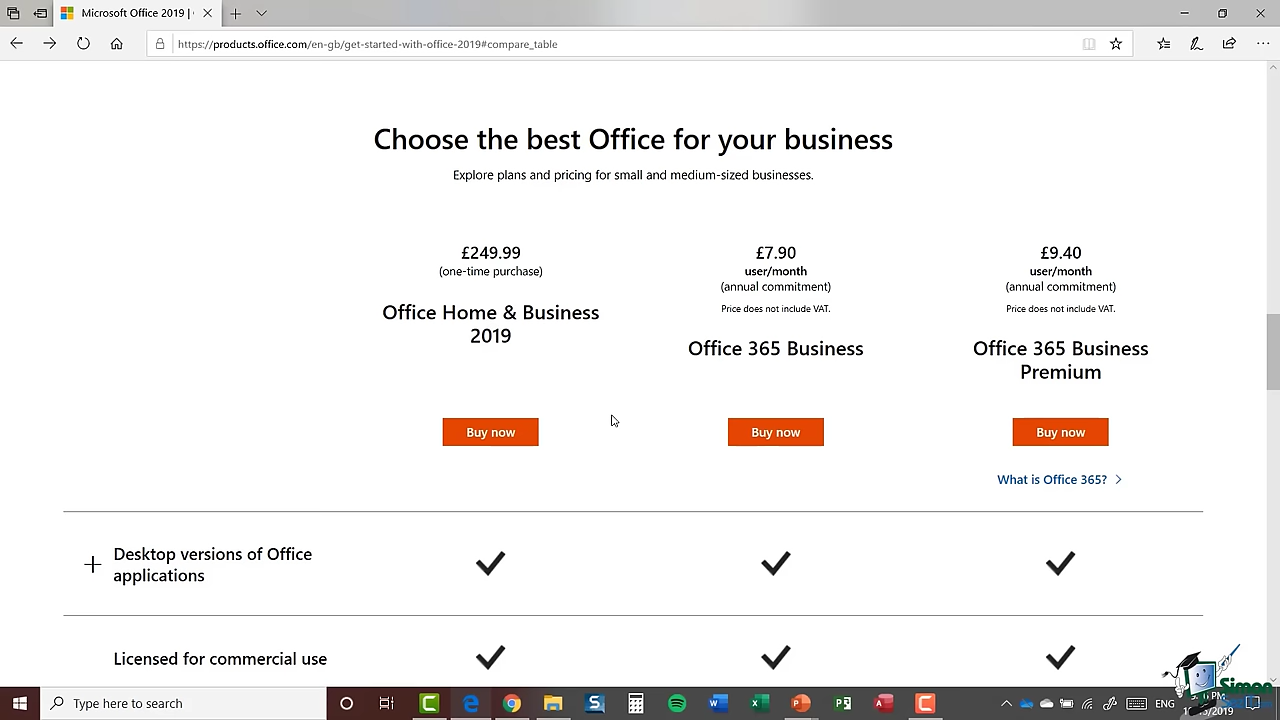 Microsoft Office 2019 |
https://products.office.com/en-gb/get-started-with-office-2019#compare_table
Choose the best Office for your business
Explore plans and pricing for small and medium-sized businesses.
£249.99
(one-time purchase)
Office Home & Business
2019
Buy now
£7.90
user/month
(annual commitment)
Price does not include VAT.
Office 365 Business
Buy now
£9.40
user/month
(annual commitment)
Price does not include VAT.
Office 365 Business
Premium
Buy now
What is Office 365?
Desktop versions of Office
applications
Licensed for commercial use
Type here to search
ENG
Simon